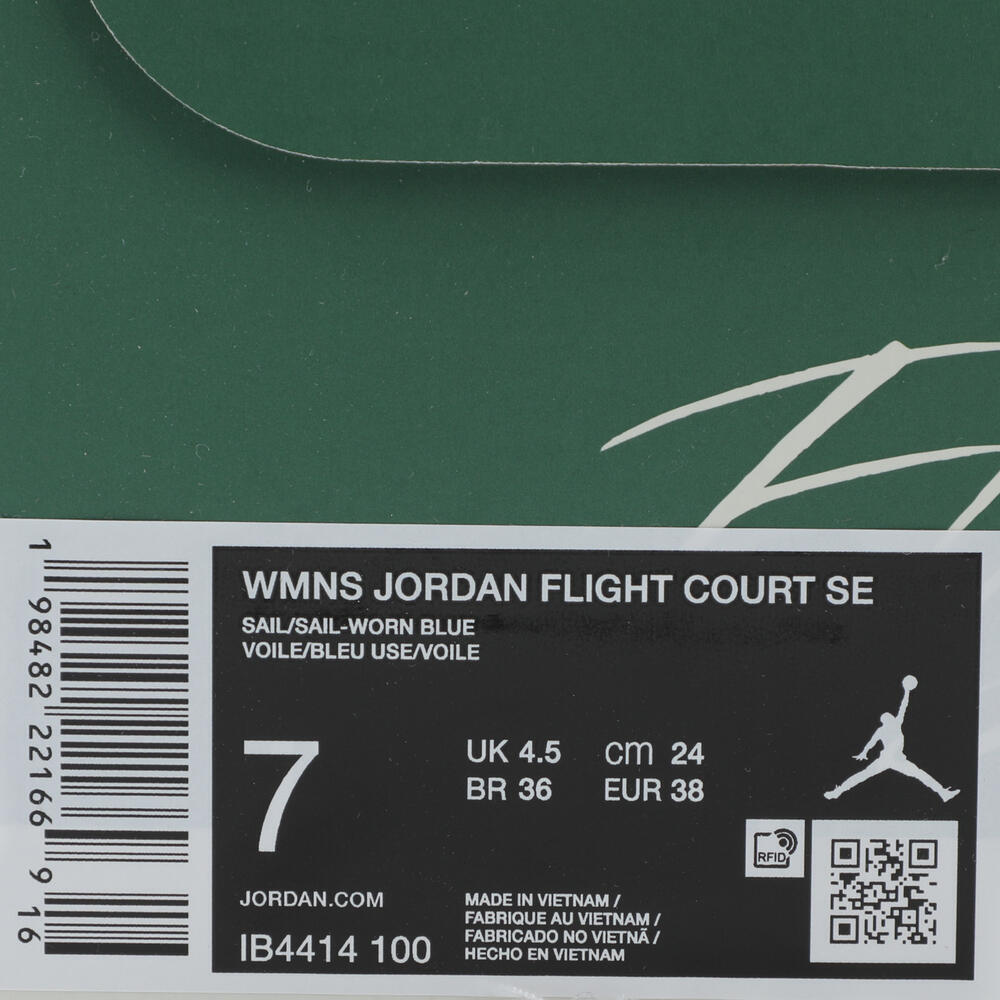 WMNS JORDAN FLIGHT COURT SE
SAIL/SAIL-WORN BLUE
VOILE/BLEU USE/VOILE
7
UK 4.5 cm 24
BR 36 EUR 38
RFID
JORDAN.COM
IB4414 100
MADE IN VIETNAM /
FABRIQUE AU VIETNAM /
FABRICADO NO VIETNÃ /
HECHO EN VIETNAM
1 98482 22166 9 16